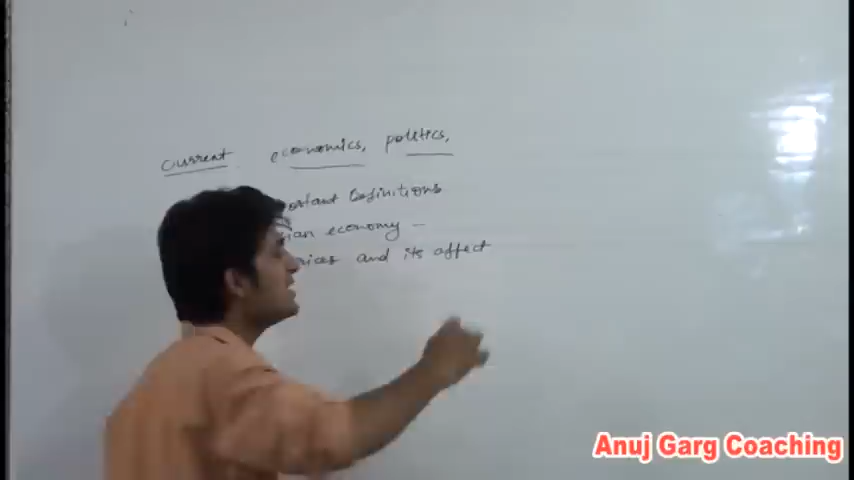 current economics, politics,
Definitions
economy -
and its affect
Anuj Garg Coaching